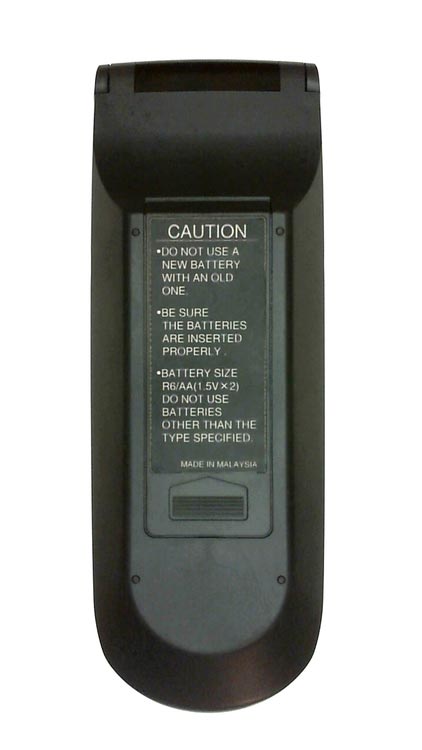 CAUTION
•DO NOT USE A
NEW BATTERY
WITH AN OLD
ONE.
•BE SURE
THE BATTERIES
ARE INSERTED
PROPERLY .
•BATTERY SIZE
R6/AA(1.5V×2)
DO NOT USE
BATTERIES
OTHER THAN THE
TYPE SPECIFIED.
MADE IN MALAYSIA